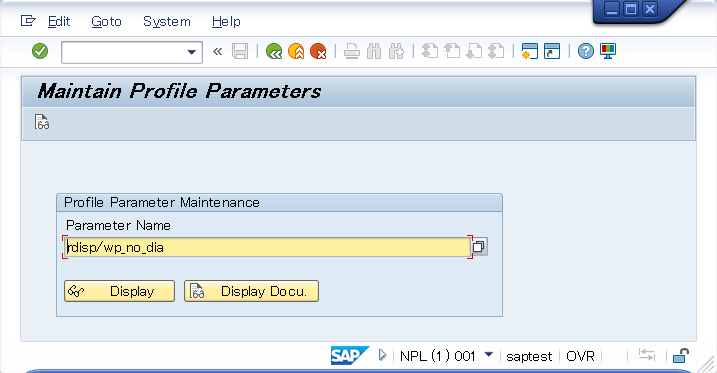 Edit Goto System Help
Maintain Profile Parameters
Profile Parameter Maintenance
Parameter Name
rdisp/wp_no_dia
Display Display Docu.
SAP NPL (1) 001 saptest OVR